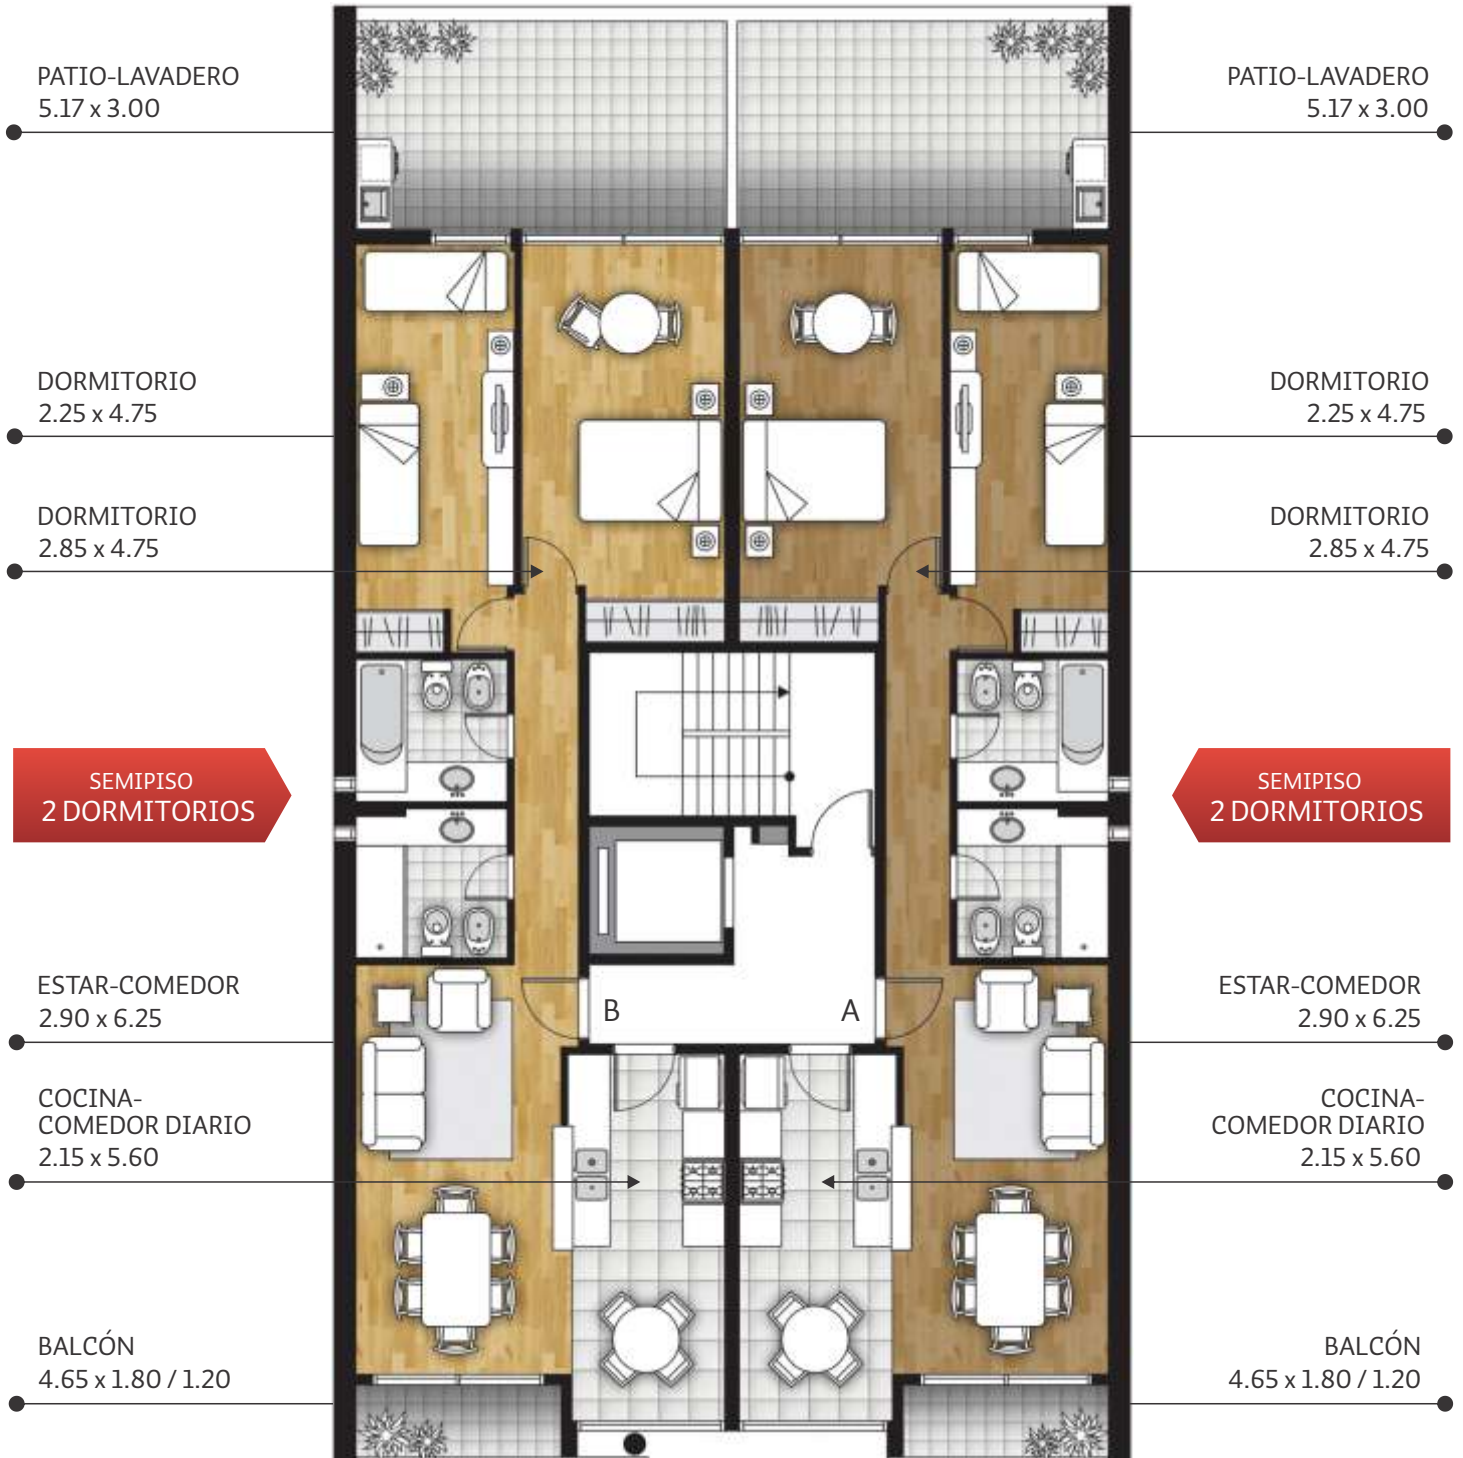 PATIO-LAVADERO
5.17 x 3.00
DORMITORIO
2.25 x 4.75
DORMITORIO
2.85 x 4.75
SEMIPISO
2 DORMITORIOS
ESTAR-COMEDOR
2.90 x 6.25
COCINA-
COMEDOR DIARIO
2.15 x 5.60
BALCÓN
4.65 x 1.80 / 1.20
B
A
PATIO-LAVADERO
5.17 x 3.00
DORMITORIO
2.25 x 4.75
DORMITORIO
2.85 x 4.75
SEMIPISO
2 DORMITORIOS
ESTAR-COMEDOR
2.90 x 6.25
COCINA-
COMEDOR DIARIO
2.15 x 5.60
BALCÓN
4.65 x 1.80 / 1.20